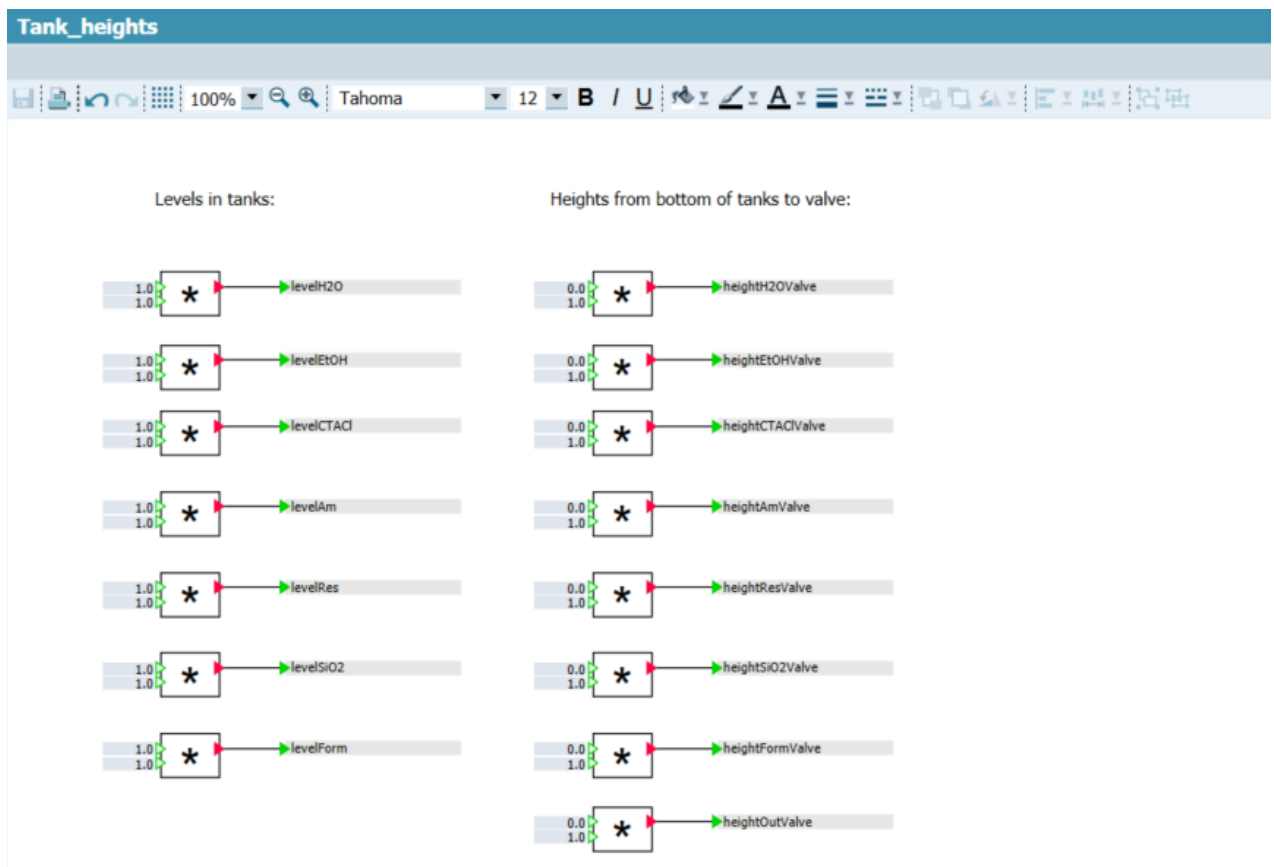 Tank_heights
100% Tahoma 12 B I U A
Levels in tanks: Heights from bottom of tanks to valve:
1.0 * levelH2O 0.0 * heightH2OValve
1.0 1.0
1.0 * levelEtOH 0.0 * heightEtOHValve
1.0 1.0
1.0 * levelCTACl 0.0 * heightCTAClValve
1.0 1.0
1.0 * levelAm 0.0 * heightAmValve
1.0 1.0
1.0 * levelRes 0.0 * heightResValve
1.0 1.0
1.0 * levelSiO2 0.0 * heightSiO2Valve
1.0 1.0
1.0 * levelForm 0.0 * heightFormValve
1.0 1.0
0.0 * heightOutValve
1.0